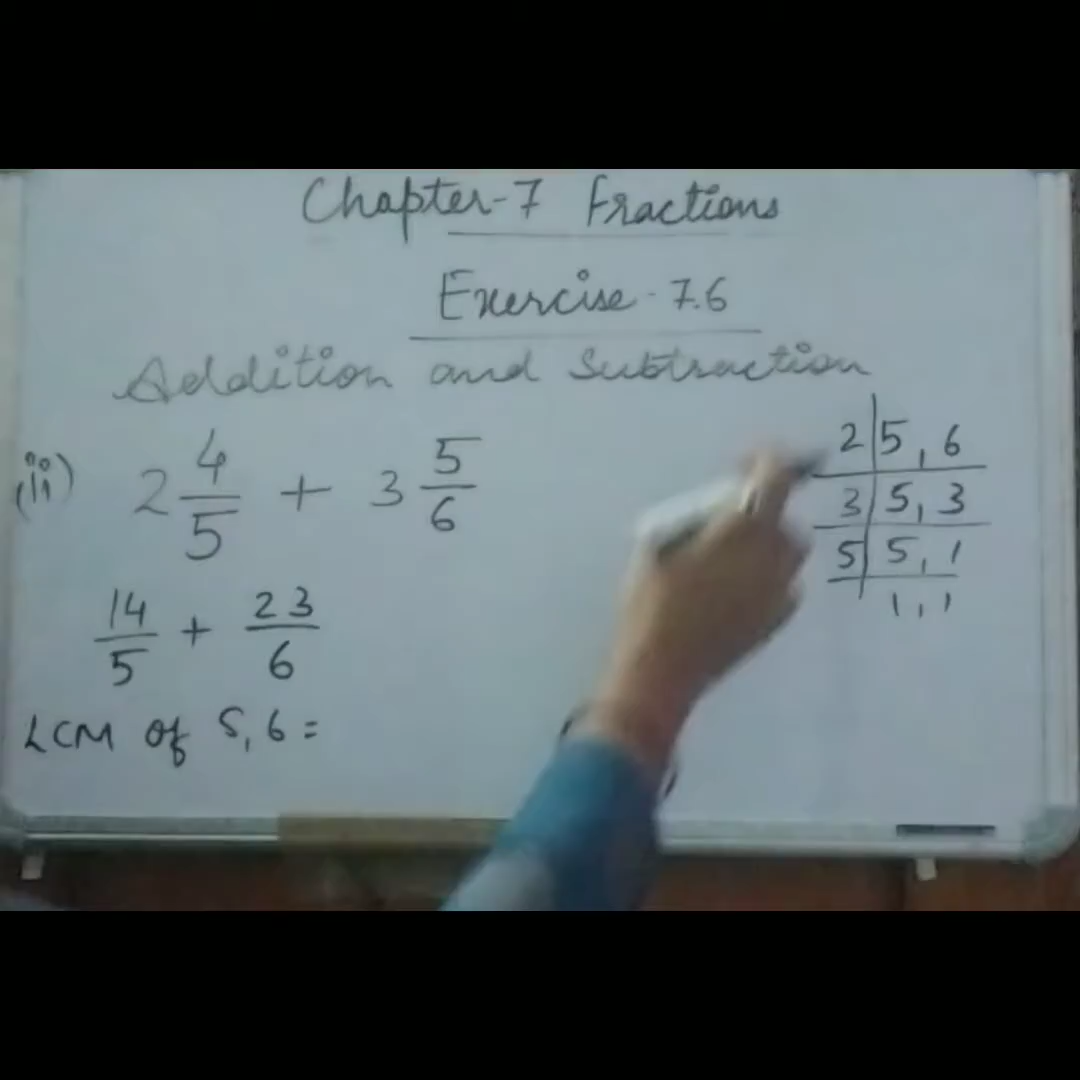 Chapter-7 Fractions
Exercise-7.6
Addition and Subtraction
(ii) 2 4/5 + 3 5/6
14/5 + 23/6
LCM of 5,6 =
2|5,6
3|5,3
5|5,1
1,1